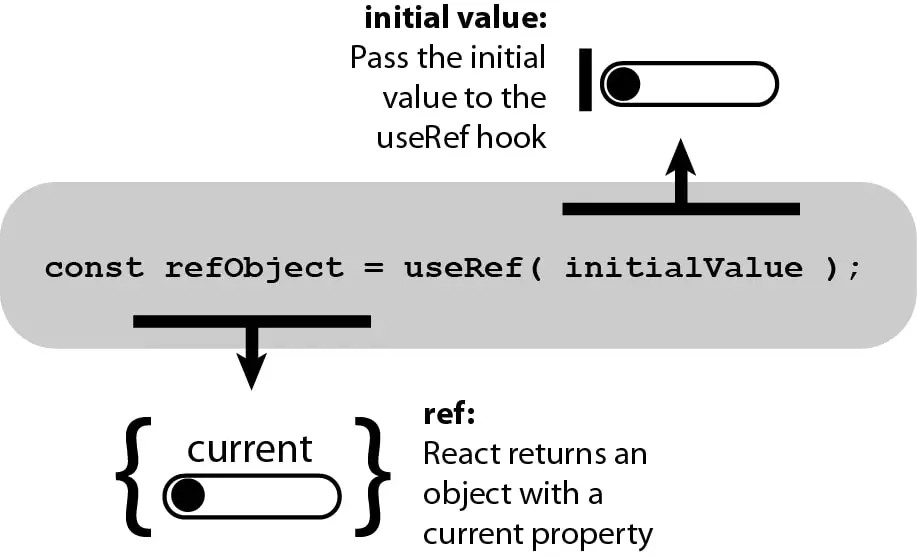 initial value:
Pass the initial
value to the
useRef hook
const refObject = useRef( initialValue );
{ current }
ref:
React returns an
object with a
current property